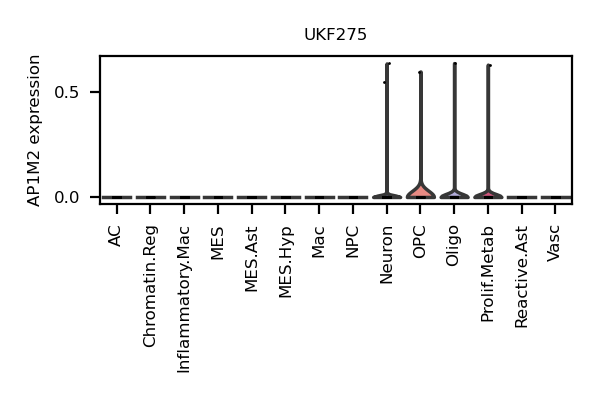 UKF275
AP1M2 expression
0.5
0.0
AC
Chromatin.Reg
Inflammatory.Mac
MES
MES.Ast
MES.Hyp
Mac
NPC
Neuron
OPC
Oligo
Prolif.Metab
Reactive.Ast
Vasc